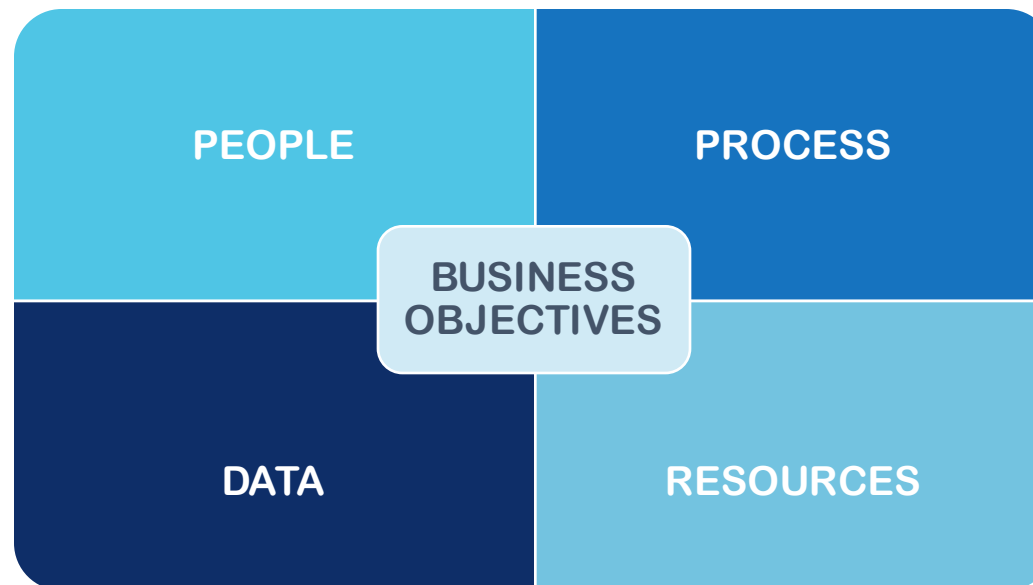 PEOPLE
PROCESS
BUSINESS
OBJECTIVES
DATA
RESOURCES